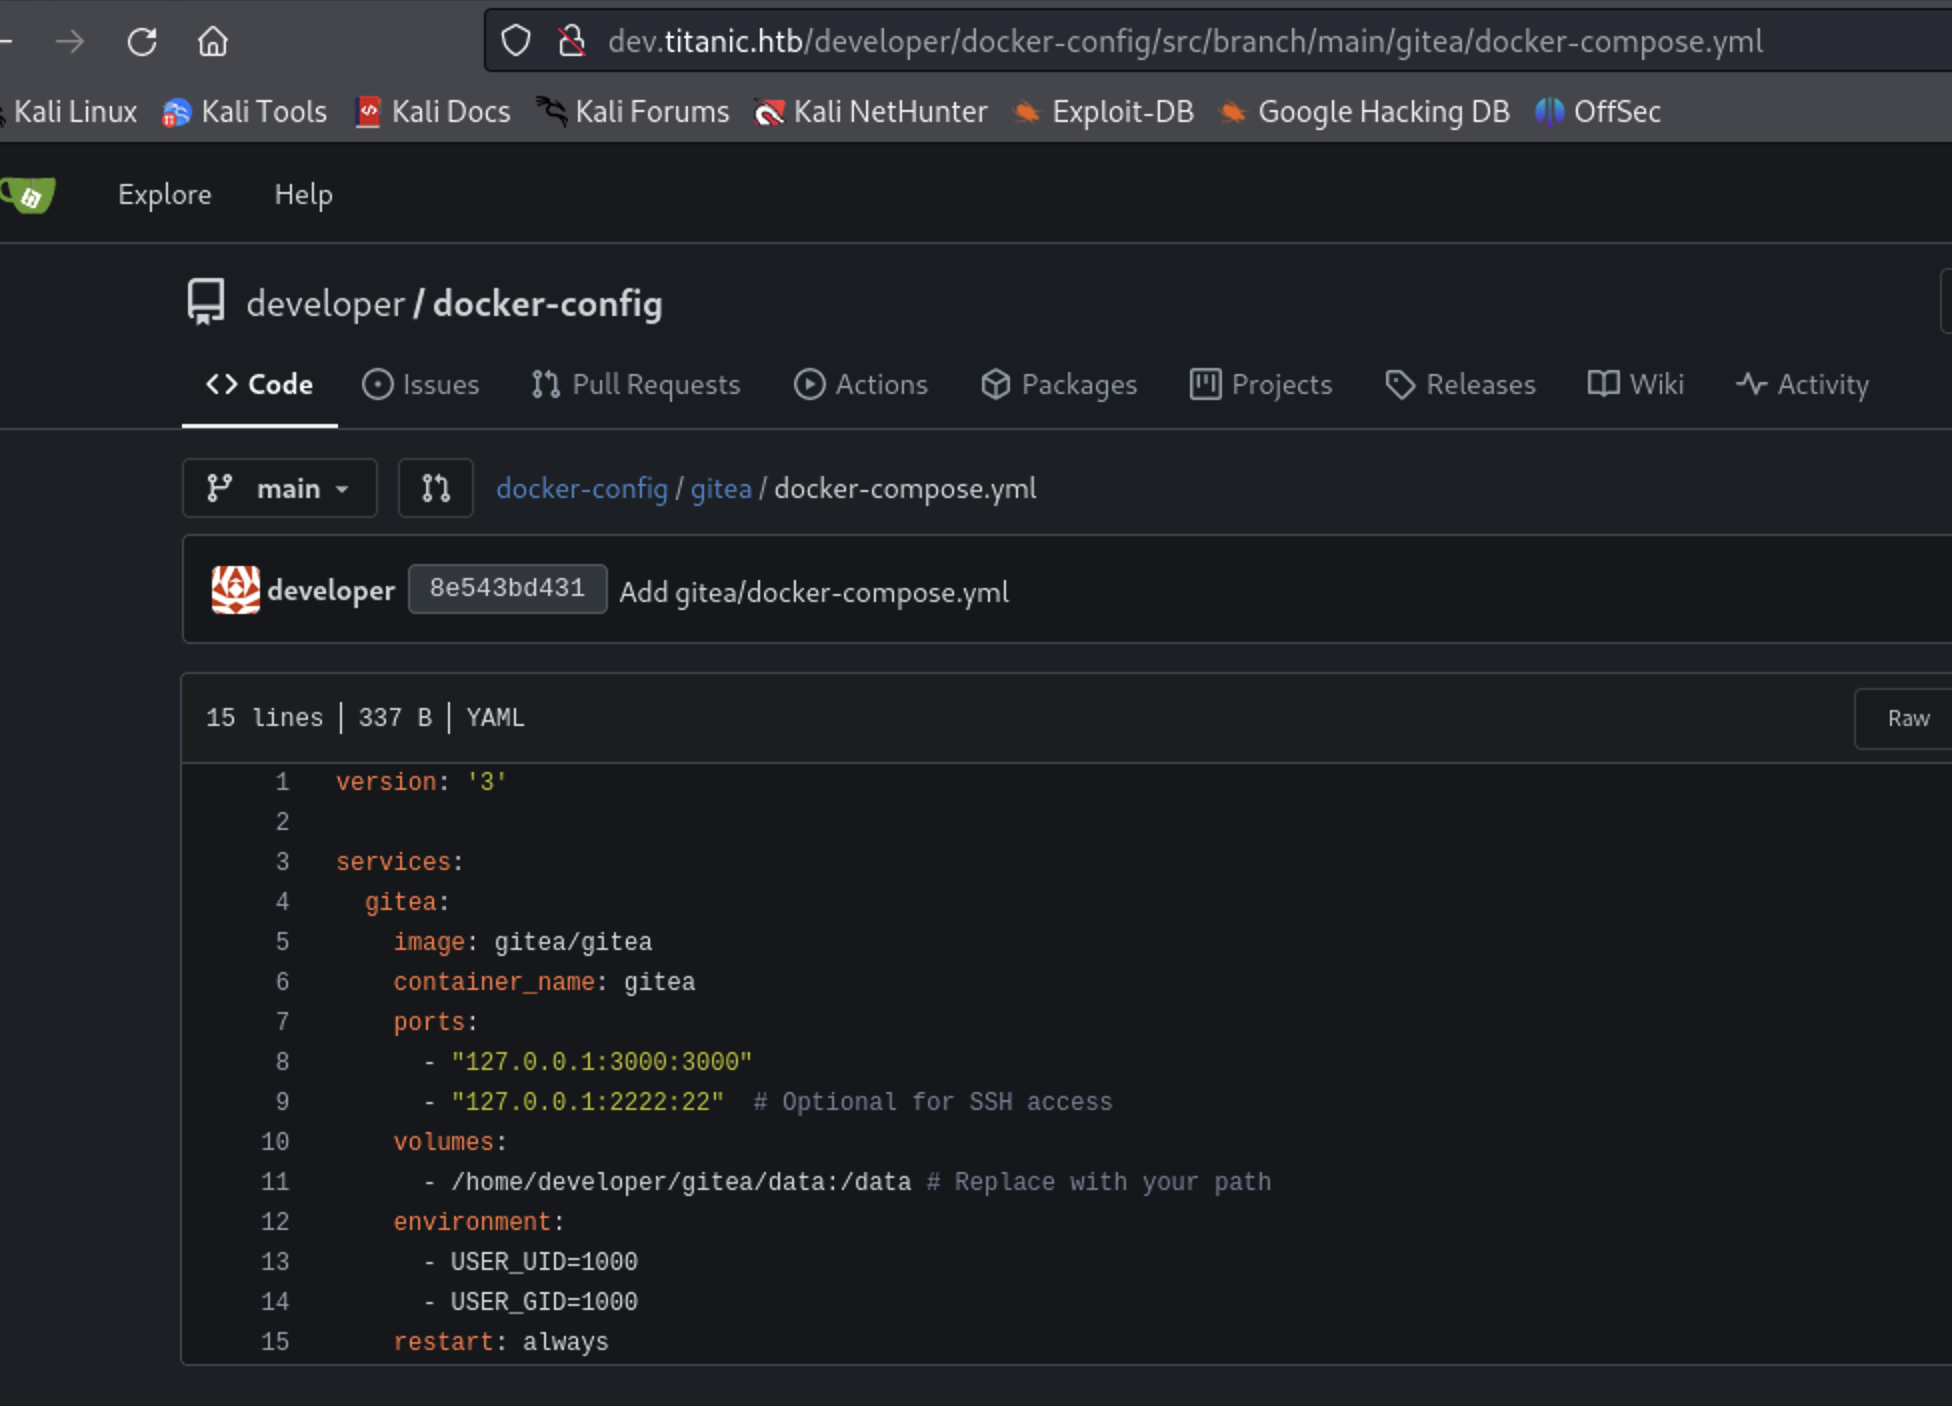 dev.titanic.htb/developer/docker-config/src/branch/main/gitea/docker-compose.yml
Kali Linux Kali Tools Kali Docs Kali Forums Kali NetHunter Exploit-DB Google Hacking DB OffSec
Explore Help
developer / docker-config
<> Code Issues Pull Requests Actions Packages Projects Releases Wiki Activity
main docker-config / gitea / docker-compose.yml
developer 8e543bd431 Add gitea/docker-compose.yml
15 lines | 337 B | YAML Raw
1 version: '3'
2
3 services:
4   gitea:
5     image: gitea/gitea
6     container_name: gitea
7     ports:
8       - "127.0.0.1:3000:3000"
9       - "127.0.0.1:2222:22"  # Optional for SSH access
10     volumes:
11       - /home/developer/gitea/data:/data # Replace with your path
12     environment:
13       - USER_UID=1000
14       - USER_GID=1000
15     restart: always